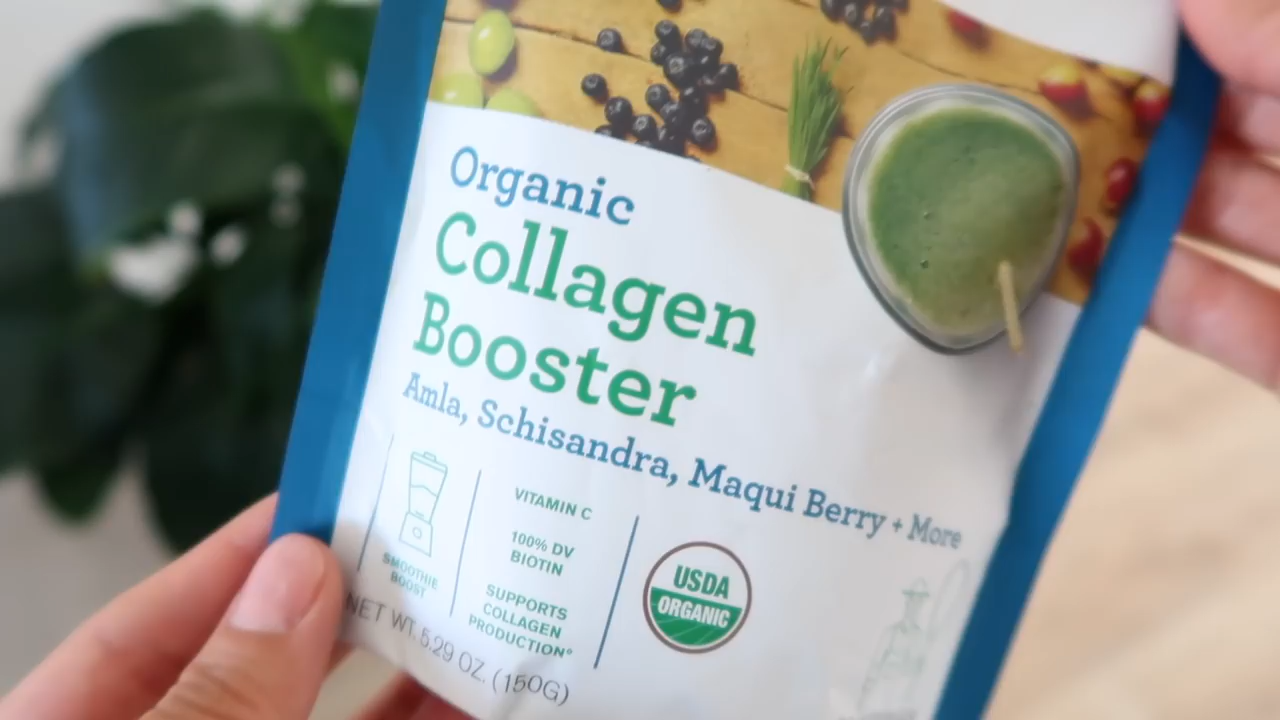 Organic
Collagen
Booster
Amla, Schisandra, Maqui Berry + More
SMOOTHIE
BOOST
VITAMIN C
100% DV
BIOTIN
SUPPORTS
COLLAGEN
PRODUCTION°
USDA
ORGANIC
NET WT. 5.29 OZ. (150G)